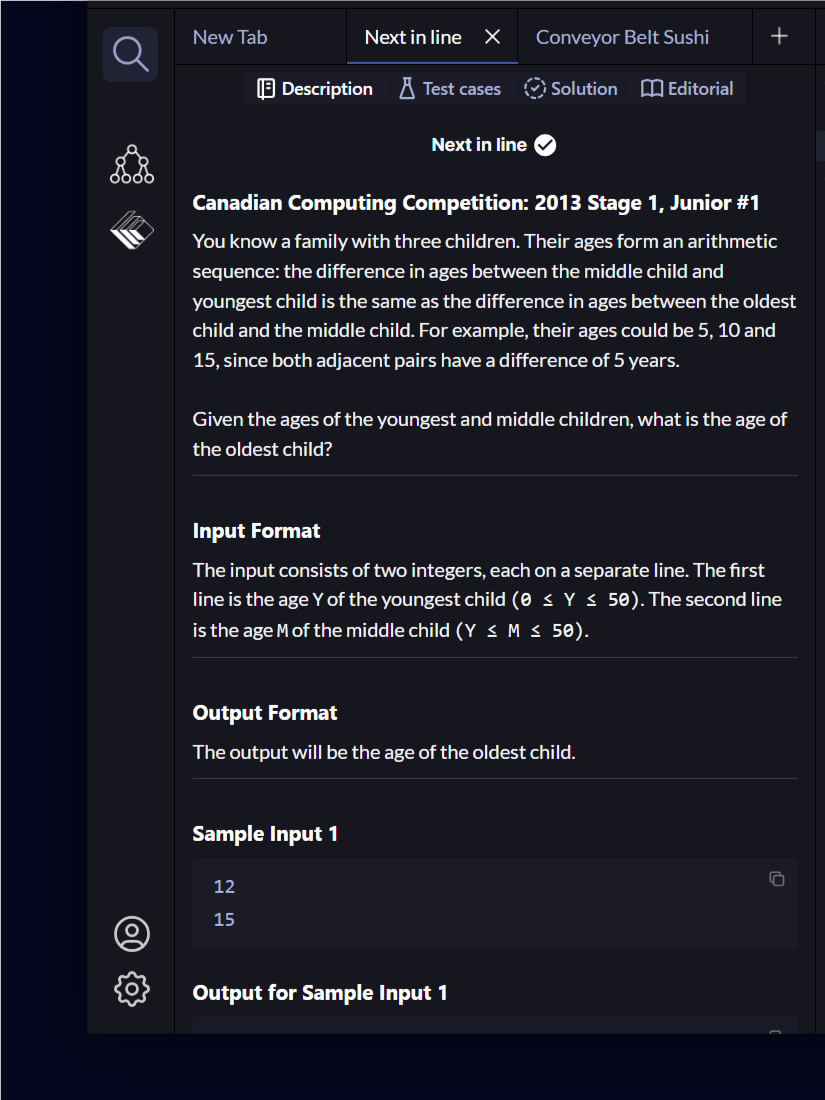 New Tab
Next in line
Conveyor Belt Sushi
Description
Test cases
Solution
Editorial
Next in line
Canadian Computing Competition: 2013 Stage 1, Junior #1
You know a family with three children. Their ages form an arithmetic
sequence: the difference in ages between the middle child and
youngest child is the same as the difference in ages between the oldest
child and the middle child. For example, their ages could be 5, 10 and
15, since both adjacent pairs have a difference of 5 years.
Given the ages of the youngest and middle children, what is the age of
the oldest child?
Input Format
The input consists of two integers, each on a separate line. The first
line is the age Y of the youngest child (0 ≤ Y ≤ 50). The second line
is the age M of the middle child (Y ≤ M ≤ 50).
Output Format
The output will be the age of the oldest child.
Sample Input 1
12
15
Output for Sample Input 1